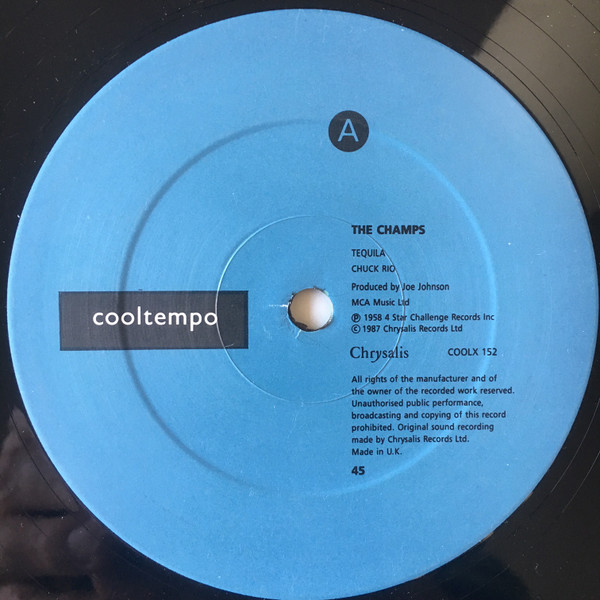 A
THE CHAMPS
TEQUILA
CHUCK RIO
Produced by Joe Johnson
MCA Music Ltd
℗ 1958 4 Star Challenge Records Inc
© 1987 Chrysalis Records Ltd
cooltempo
Chrysalis COOLX 152
All rights of the manufacturer and of
the owner of the recorded work reserved.
Unauthorised public performance,
broadcasting and copying of this record
prohibited. Original sound recording
made by Chrysalis Records Ltd.
Made in U.K.
45